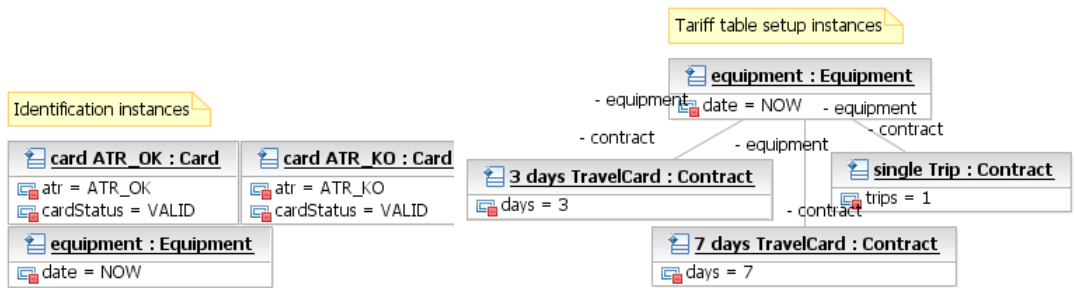 Identification instances
card ATR_OK : Card
atr = ATR_OK
cardStatus = VALID
card ATR_KO : Card
atr = ATR_KO
cardStatus = VALID
equipment : Equipment
date = NOW
Tariff table setup instances
equipment : Equipment
date = NOW
- equipment
- equipment
- contract
- equipment
- contract
3 days TravelCard : Contract
days = 3
single Trip : Contract
trips = 1
- contract
7 days TravelCard : Contract
days = 7